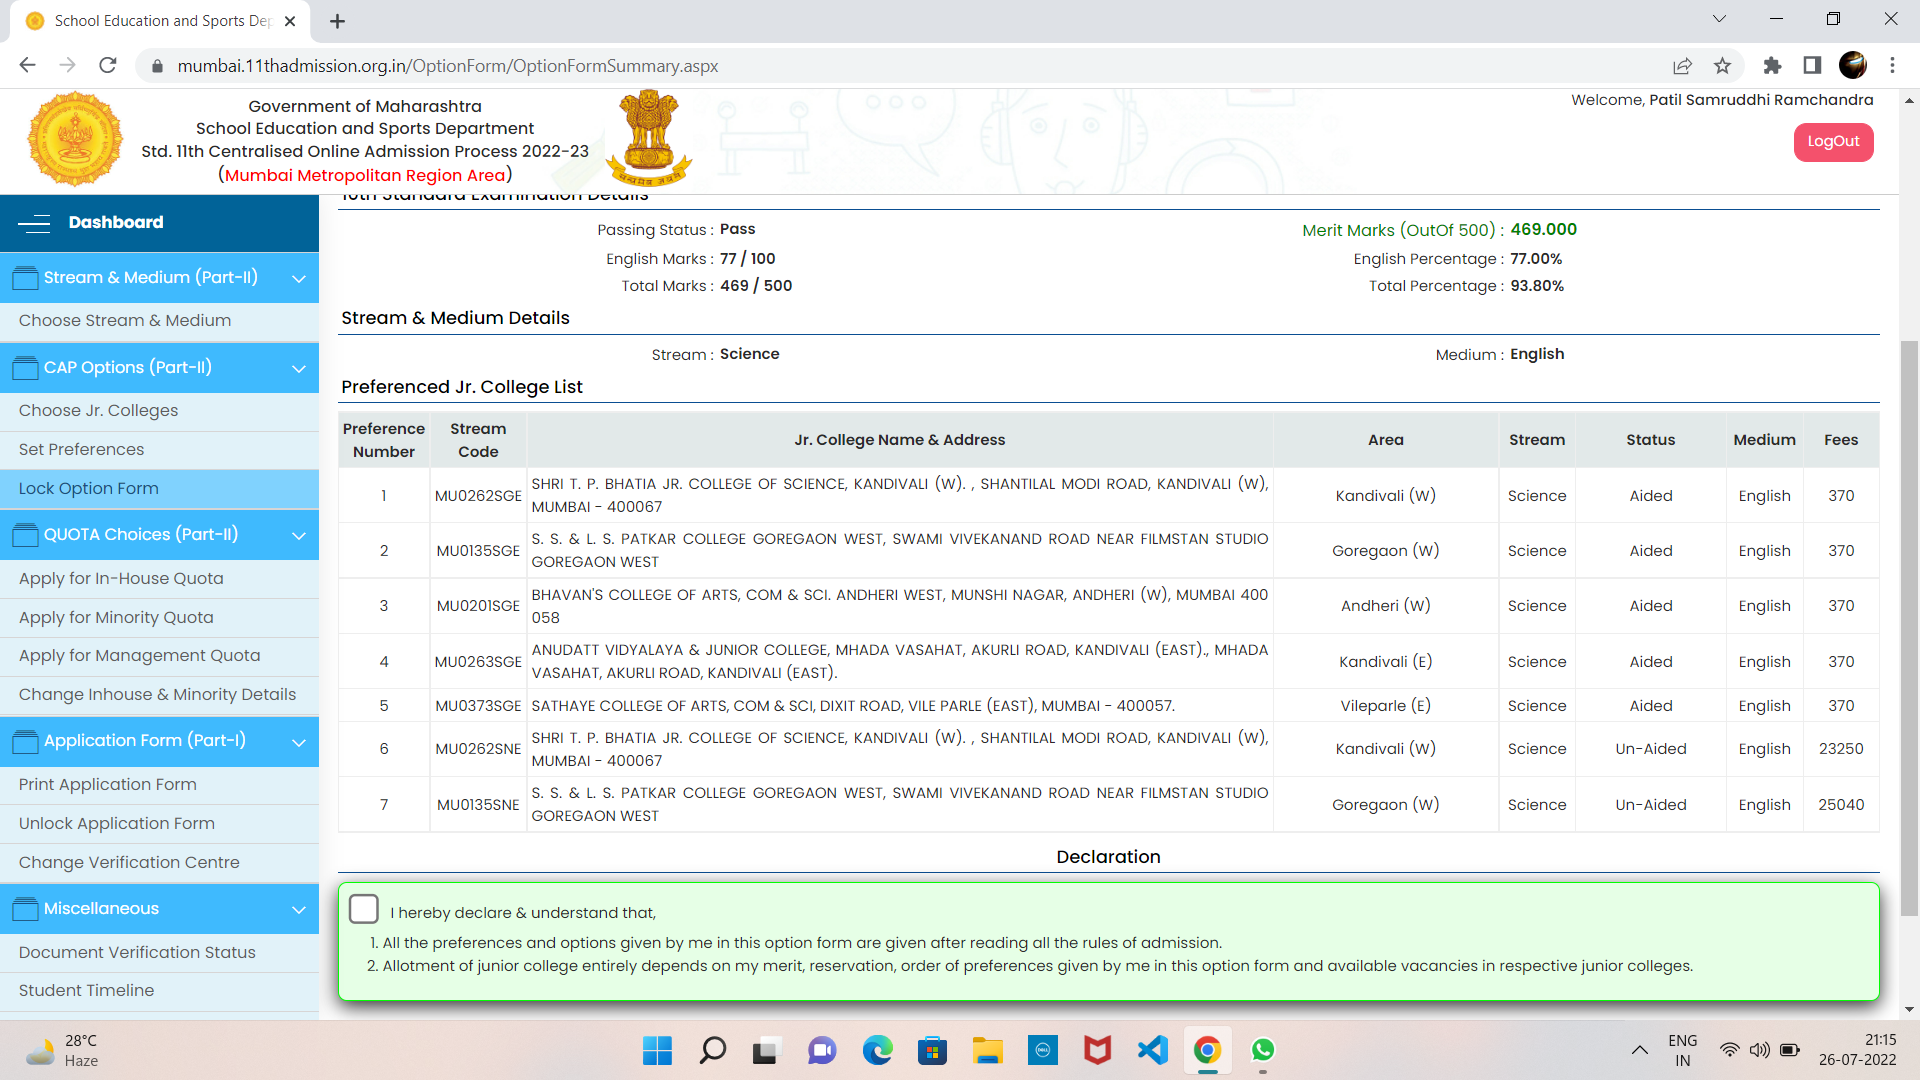 School Education and Sports Dep
mumbai.11thadmission.org.in/OptionForm/OptionFormSummary.aspx
Government of Maharashtra
School Education and Sports Department
Std. 11th Centralised Online Admission Process 2022-23
(Mumbai Metropolitan Region Area)
Welcome, Patil Samruddhi Ramchandra
LogOut
Dashboard
Stream & Medium (Part-II)
Choose Stream & Medium
CAP Options (Part-II)
Choose Jr. Colleges
Set Preferences
Lock Option Form
QUOTA Choices (Part-II)
Apply for In-House Quota
Apply for Minority Quota
Apply for Management Quota
Change Inhouse & Minority Details
Application Form (Part-I)
Print Application Form
Unlock Application Form
Change Verification Centre
Miscellaneous
Document Verification Status
Student Timeline
10th Standard Examination Details
Passing Status : Pass
Merit Marks (OutOf 500) : 469.000
English Marks : 77 / 100
English Percentage : 77.00%
Total Marks : 469 / 500
Total Percentage : 93.80%
Stream & Medium Details
Stream : Science
Medium : English
Preferenced Jr. College List
Preference Number Stream Code Jr. College Name & Address Area Stream Status Medium Fees
1 MU0262SGE SHRI T. P. BHATIA JR. COLLEGE OF SCIENCE, KANDIVALI (W). , SHANTILAL MODI ROAD, KANDIVALI (W), MUMBAI - 400067 Kandivali (W) Science Aided English 370
2 MU0135SGE S. S. & L. S. PATKAR COLLEGE GOREGAON WEST, SWAMI VIVEKANAND ROAD NEAR FILMSTAN STUDIO GOREGAON WEST Goregaon (W) Science Aided English 370
3 MU0201SGE BHAVAN'S COLLEGE OF ARTS, COM & SCI. ANDHERI WEST, MUNSHI NAGAR, ANDHERI (W), MUMBAI 400 058 Andheri (W) Science Aided English 370
4 MU0263SGE ANUDATT VIDYALAYA & JUNIOR COLLEGE, MHADA VASAHAT, AKURLI ROAD, KANDIVALI (EAST)., MHADA VASAHAT, AKURLI ROAD, KANDIVALI (EAST). Kandivali (E) Science Aided English 370
5 MU0373SGE SATHAYE COLLEGE OF ARTS, COM & SCI, DIXIT ROAD, VILE PARLE (EAST), MUMBAI - 400057. Vileparle (E) Science Aided English 370
6 MU0262SNE SHRI T. P. BHATIA JR. COLLEGE OF SCIENCE, KANDIVALI (W). , SHANTILAL MODI ROAD, KANDIVALI (W), MUMBAI - 400067 Kandivali (W) Science Un-Aided English 23250
7 MU0135SNE S. S. & L. S. PATKAR COLLEGE GOREGAON WEST, SWAMI VIVEKANAND ROAD NEAR FILMSTAN STUDIO GOREGAON WEST Goregaon (W) Science Un-Aided English 25040
Declaration
I hereby declare & understand that,
1. All the preferences and options given by me in this option form are given after reading all the rules of admission.
2. Allotment of junior college entirely depends on my merit, reservation, order of preferences given by me in this option form and available vacancies in respective junior colleges.
28°C
Haze
ENG
IN
21:15
26-07-2022